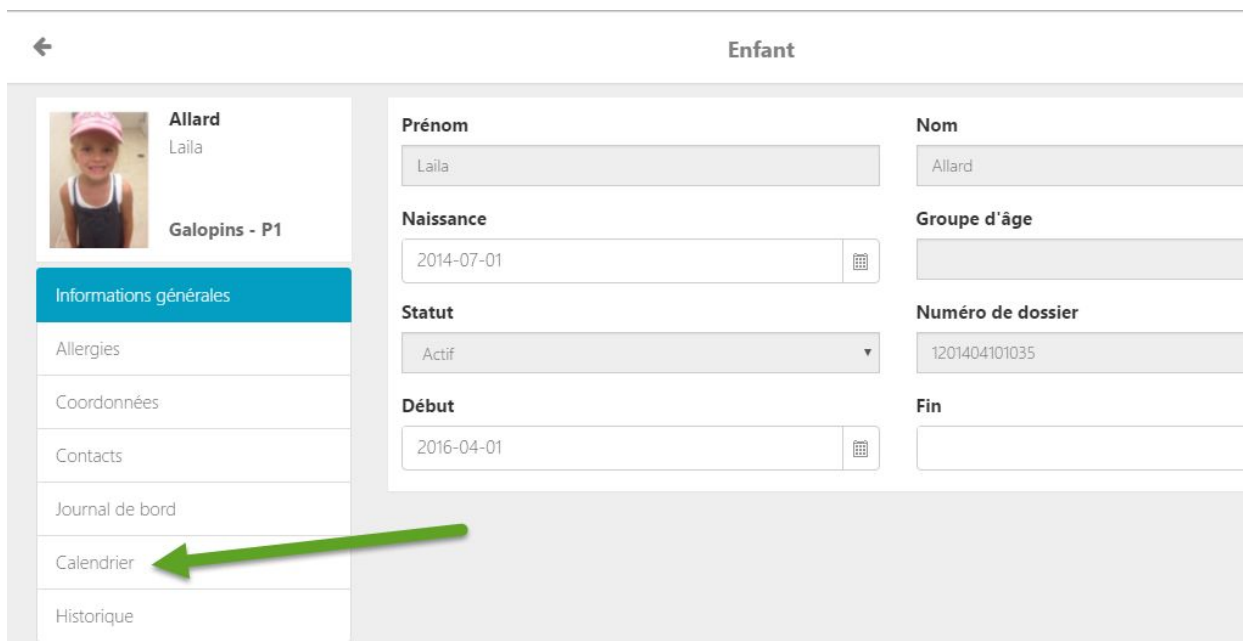 Enfant
Allard
Laila
Galopins - P1
Informations générales
Allergies
Coordonnées
Contacts
Journal de bord
Calendrier
Historique
Prénom
Nom
Laila
Allard
Naissance
Groupe d'âge
2014-07-01
Statut
Numéro de dossier
Actif
1201404101035
Début
Fin
2016-04-01